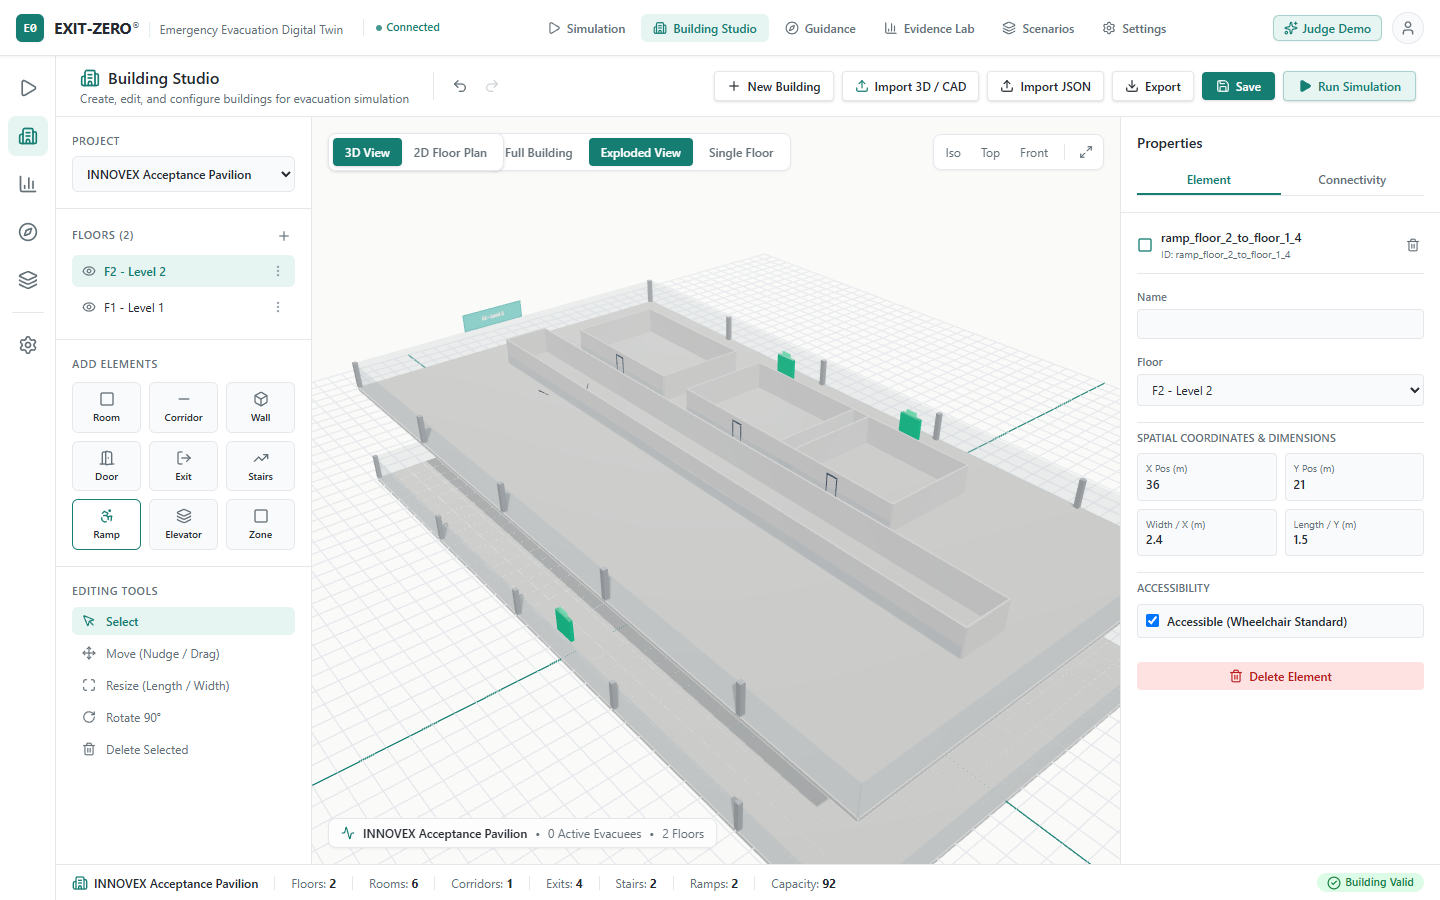 E0 EXIT-ZERO® Emergency Evacuation Digital Twin Connected Simulation Building Studio Guidance Evidence Lab Scenarios Settings Judge Demo
Building Studio
Create, edit, and configure buildings for evacuation simulation
New Building Import 3D / CAD Import JSON Export Save Run Simulation
PROJECT
INNOVEX Acceptance Pavilion
FLOORS (2)
F2 - Level 2
F1 - Level 1
ADD ELEMENTS
Room Corridor Wall
Door Exit Stairs
Ramp Elevator Zone
EDITING TOOLS
Select
Move (Nudge / Drag)
Resize (Length / Width)
Rotate 90°
Delete Selected
3D View 2D Floor Plan Full Building Exploded View Single Floor
Iso Top Front
INNOVEX Acceptance Pavilion • 0 Active Evacuees • 2 Floors
Properties
Element Connectivity
ramp_floor_2_to_floor_1_4
ID: ramp_floor_2_to_floor_1_4
Name
Floor
F2 - Level 2
SPATIAL COORDINATES & DIMENSIONS
X Pos (m) Y Pos (m)
36 21
Width / X (m) Length / Y (m)
2.4 1.5
ACCESSIBILITY
Accessible (Wheelchair Standard)
Delete Element
INNOVEX Acceptance Pavilion Floors: 2 Rooms: 6 Corridors: 1 Exits: 4 Stairs: 2 Ramps: 2 Capacity: 92 Building Valid